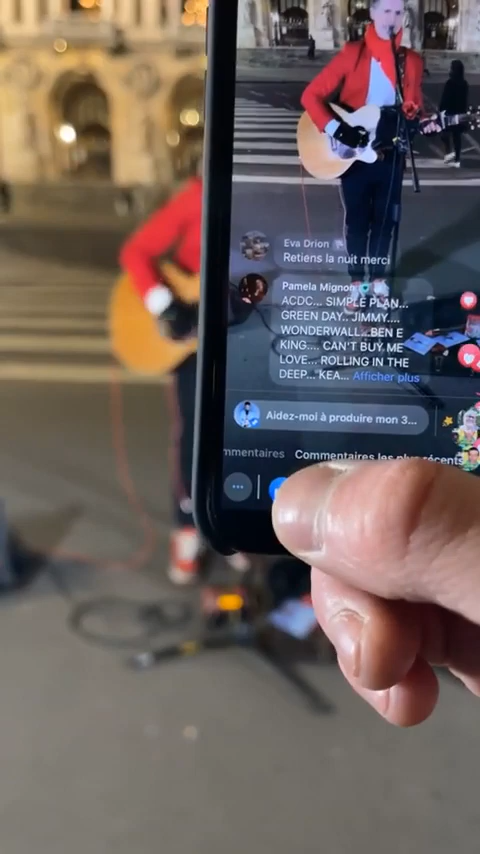 Eva Drion
Retiens la nuit merci
Pamela Mignon
ACDC... SIMPLE PLAN...
GREEN DAY.. JIMMY....
WONDERWALL...BEN E
KING.... CAN'T BUY ME
LOVE... ROLLING IN THE
DEEP...KEA... Afficher plus
Aidez-moi à produire mon 3...
mmentaires Commentaires les plus récents